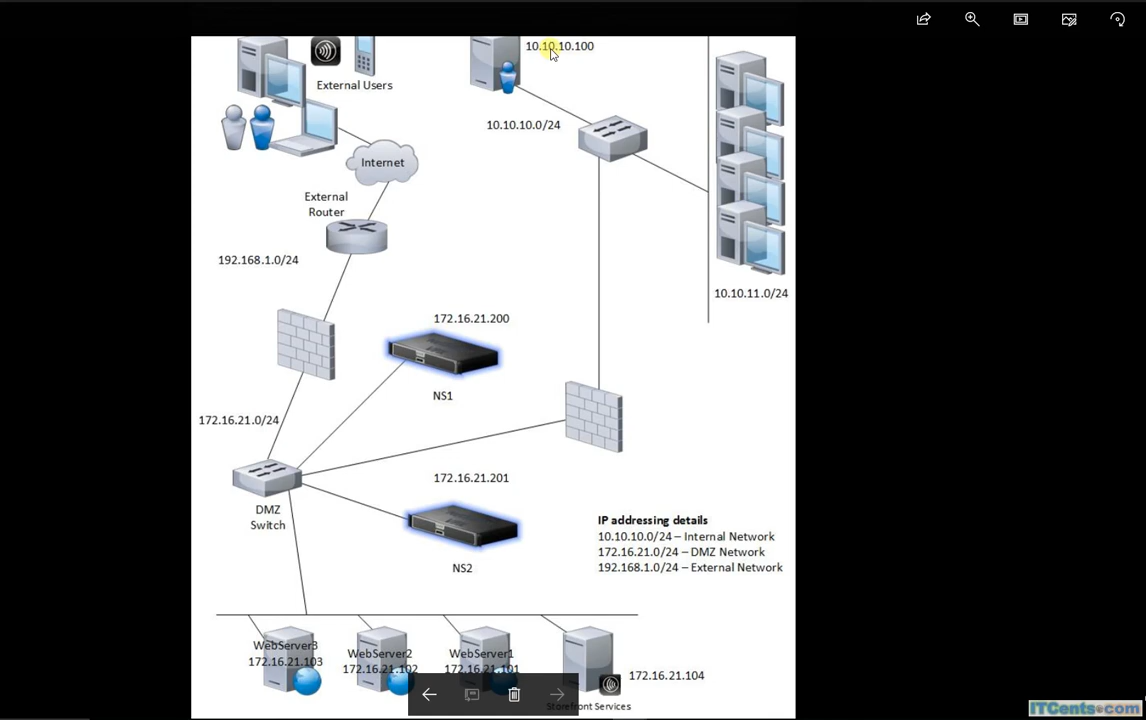 10.10.10.100
External Users
10.10.10.0/24
Internet
External
Router
192.168.1.0/24
10.10.11.0/24
172.16.21.200
NS1
172.16.21.0/24
172.16.21.201
DMZ
Switch
NS2
IP addressing details
10.10.10.0/24 – Internal Network
172.16.21.0/24 – DMZ Network
192.168.1.0/24 – External Network
WebServer3
172.16.21.103
WebServer2
172.16.21.102
WebServer1
172.16.21.101
172.16.21.104
Storefront Services
ITCents.com